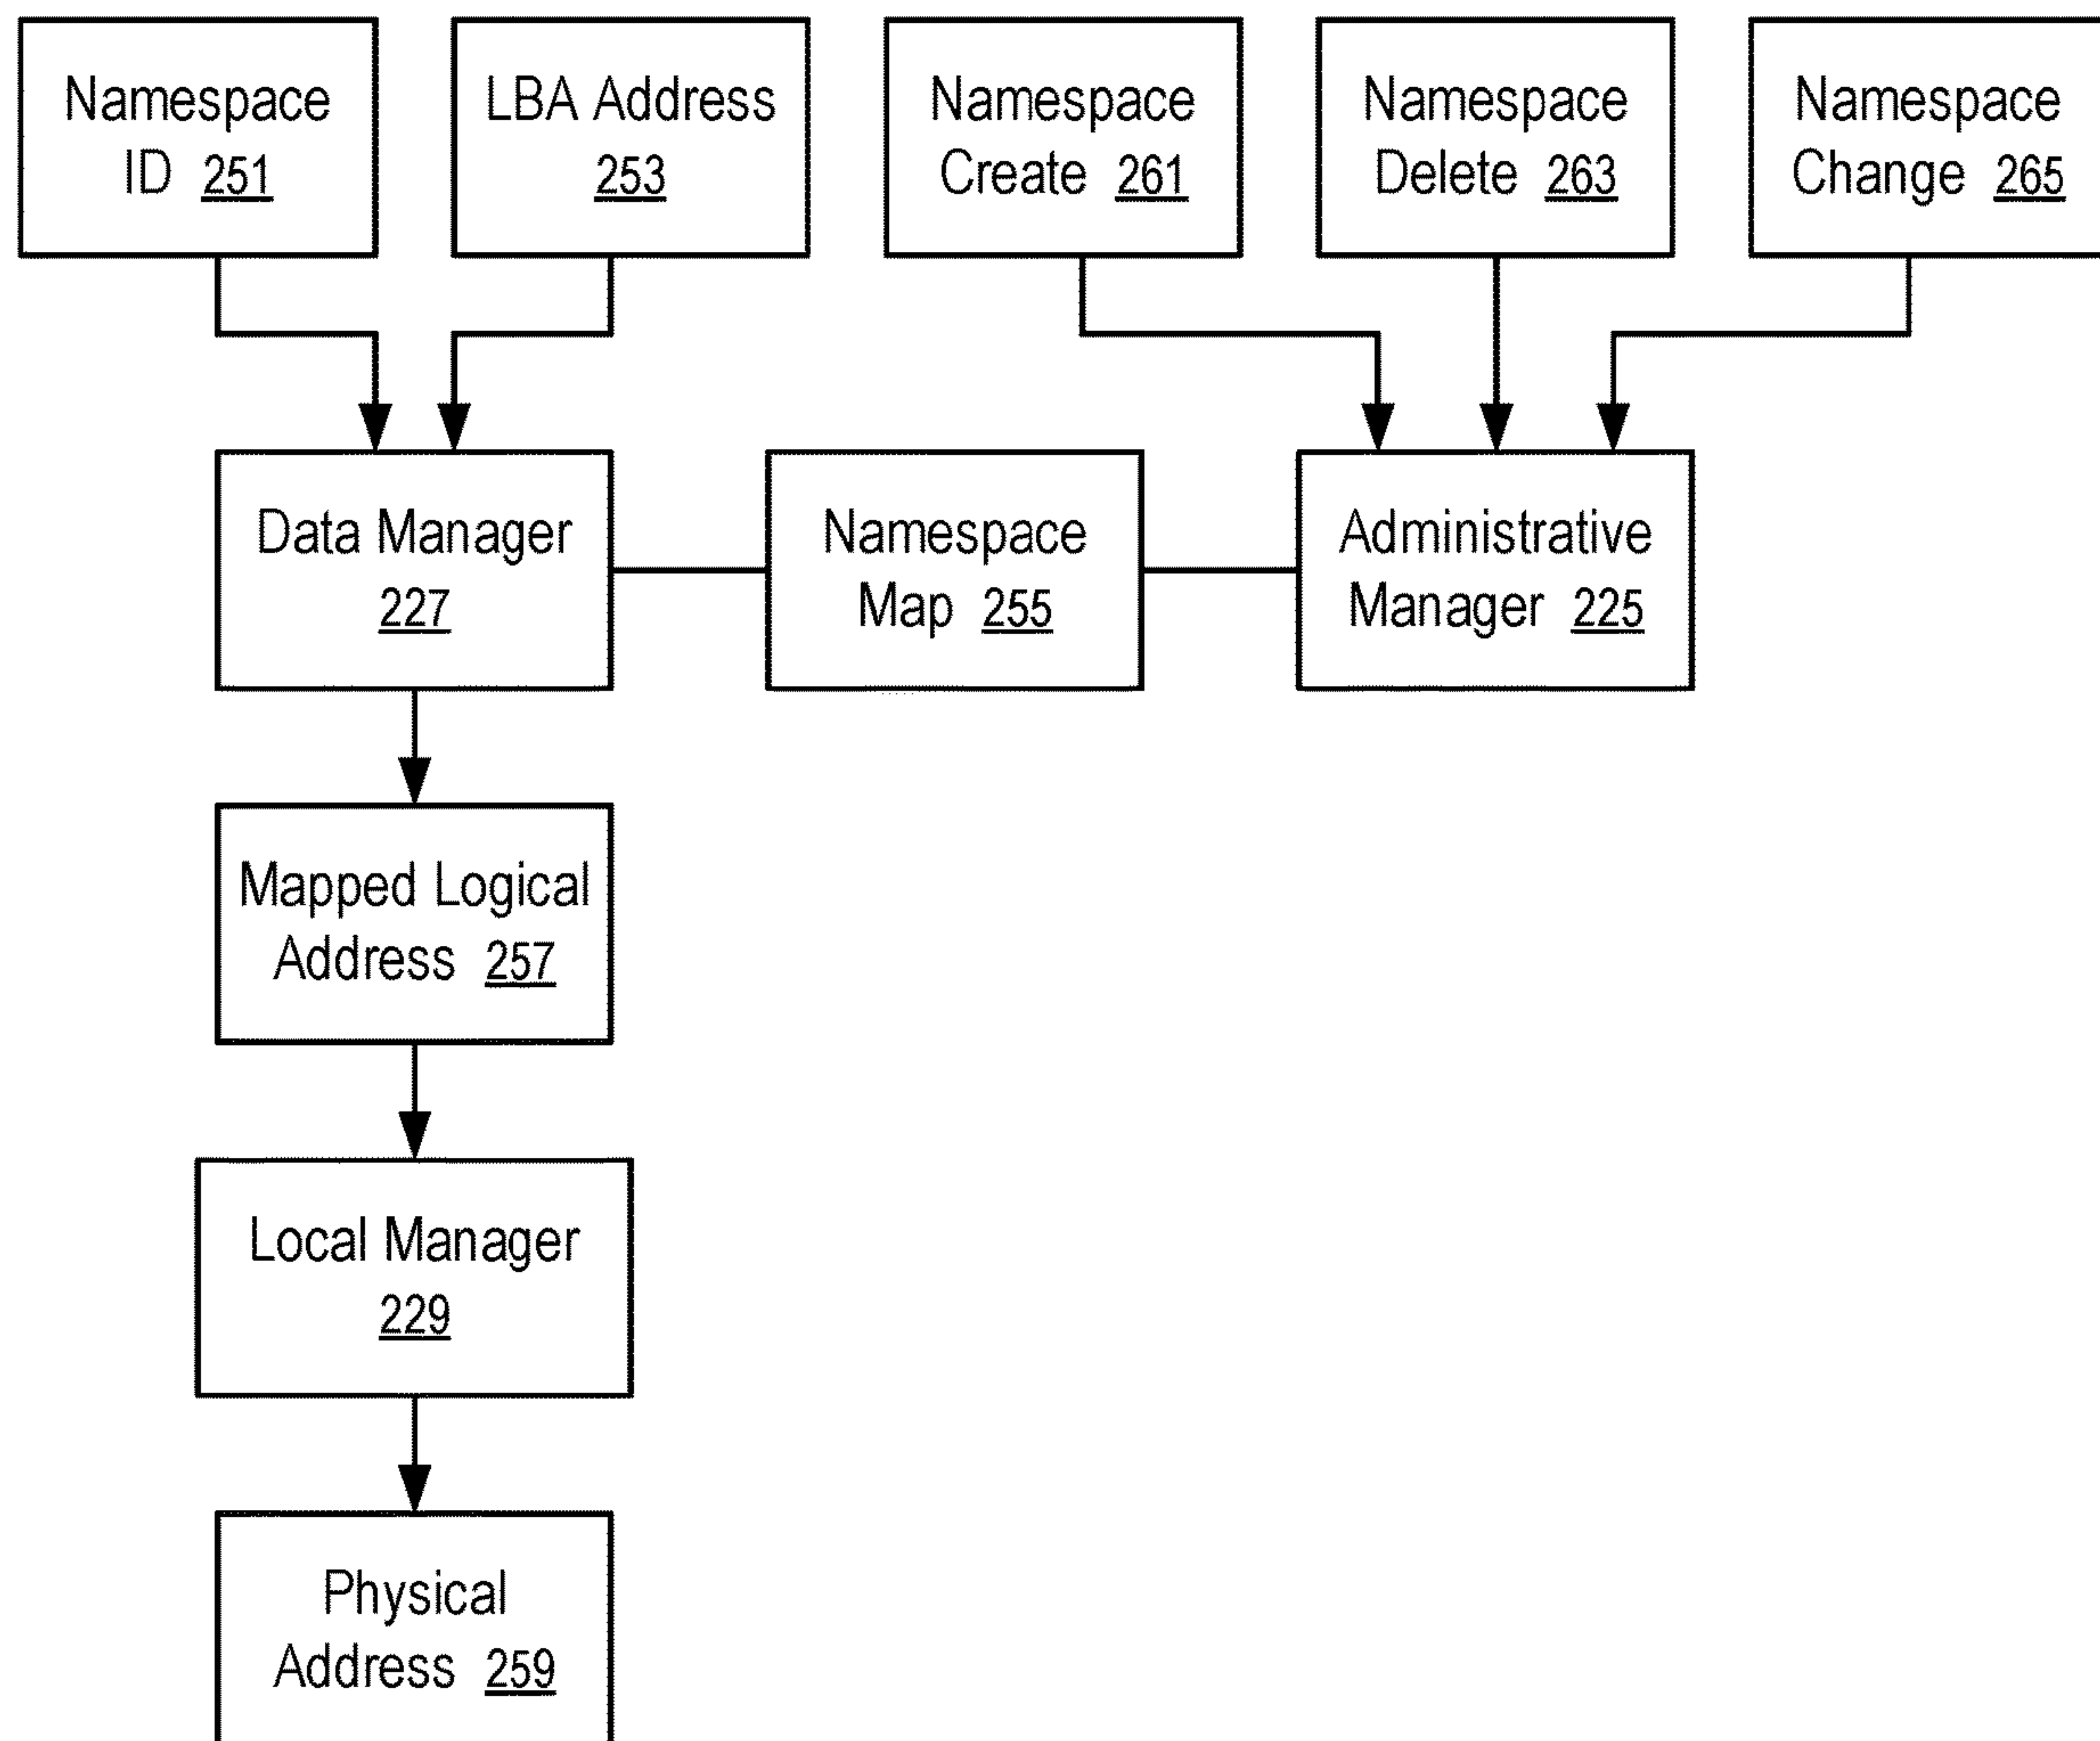 Namespace
ID 251
LBA Address
253
Namespace
Create 261
Namespace
Delete 263
Namespace
Change 265
Data Manager
227
Namespace
Map 255
Administrative
Manager 225
Mapped Logical
Address 257
Local Manager
229
Physical
Address 259